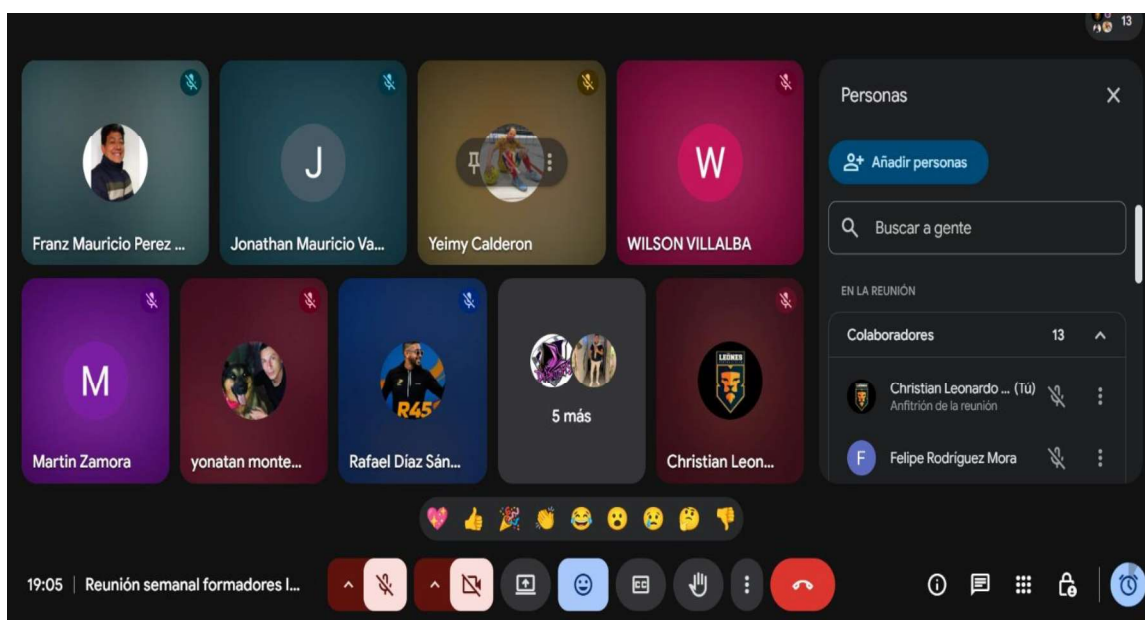 13
Personas
Añadir personas
Buscar a gente
EN LA REUNIÓN
Colaboradores 13
Christian Leonardo ... (Tú)
Anfitrión de la reunión
F
Felipe Rodríguez Mora
Franz Mauricio Perez ...
J
Jonathan Mauricio Va...
Yeimy Calderon
W
WILSON VILLALBA
M
Martin Zamora
yonatan monte...
R45
Rafael Díaz Sán...
5 más
LEONES
Christian Leon...
19:05 | Reunión semanal formadores I...
CC